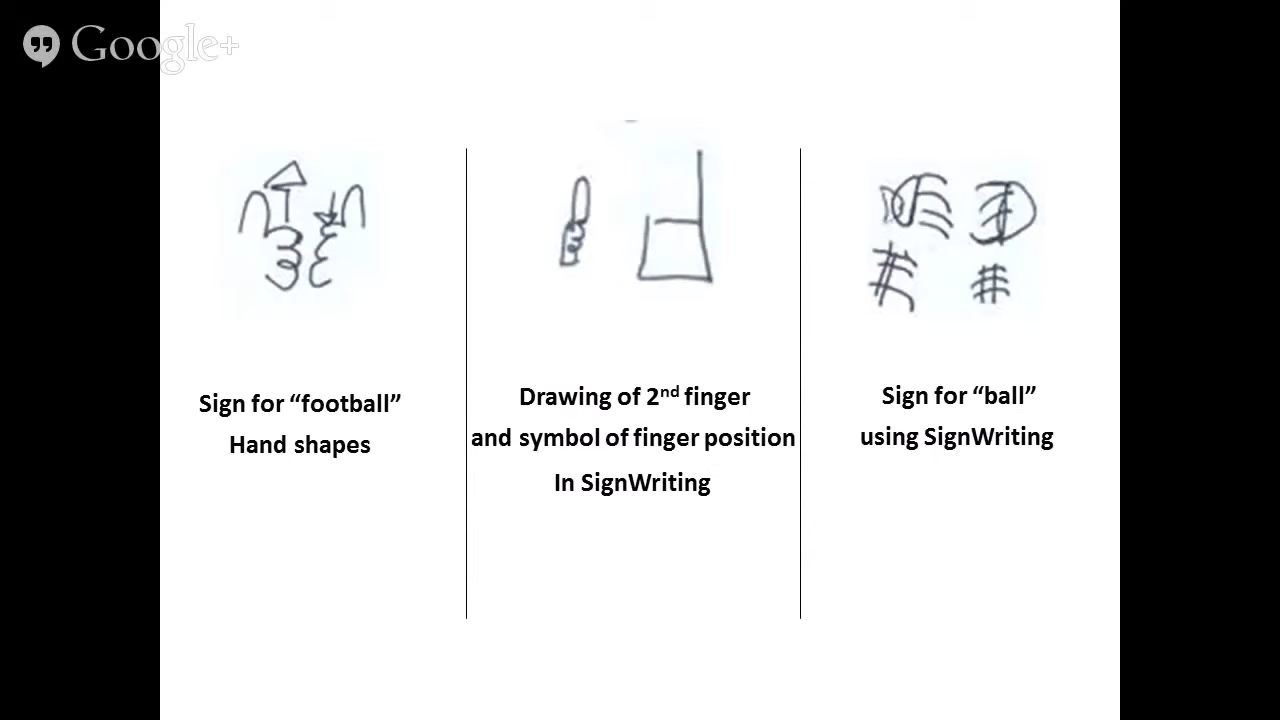 Google+
Sign for “football”
Hand shapes
Drawing of 2nd finger
and symbol of finger position
In SignWriting
Sign for “ball”
using SignWriting